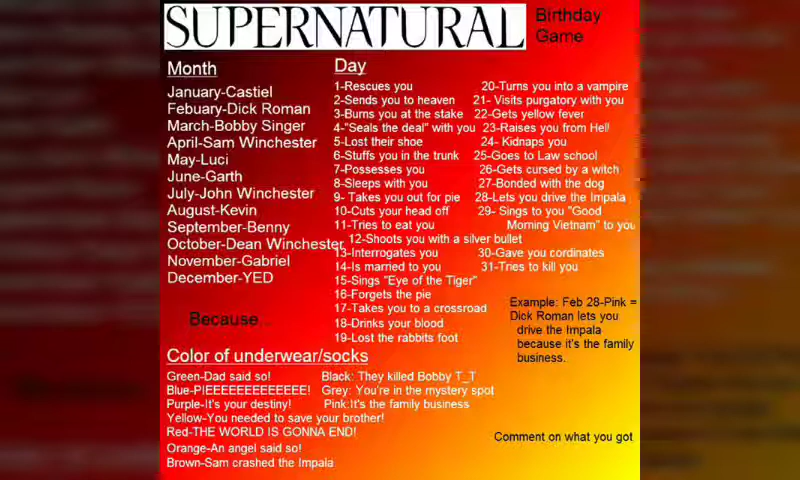 SUPERNATURAL
Birthday
Game
Month
January-Castiel
Febuary-Dick Roman
March-Bobby Singer
April-Sam Winchester
May-Luci
June-Garth
July-John Winchester
August-Kevin
September-Benny
October-Dean Winchester
November-Gabriel
December-YED
Day
1-Rescues you
2-Sends you to heaven
3-Burns you at the stake
4-"Seals the deal" with you
5-Lost their shoe
6-Stuffs you in the trunk
7-Possesses you
8-Sleeps with you
9- Takes you out for pie
10-Cuts your head off
11-Tries to eat you
12-Shoots you with a silver bullet
13-Interrogates you
14-Is married to you
15-Sings "Eye of the Tiger"
16-Forgets the pie
17-Takes you to a crossroad
18-Drinks your blood
19-Lost the rabbits foot
20-Turns you into a vampire
21- Visits purgatory with you
22-Gets yellow fever
23-Raises you from Hell
24- Kidnaps you
25-Goes to Law school
26-Gets cursed by a witch
27-Bonded with the dog
28-Lets you drive the Impala
29- Sings to you "Good
Morning Vietnam" to you
30-Gave you cordinates
31-Tries to kill you
Because...
Example: Feb 28-Pink =
Dick Roman lets you
drive the Impala
because it's the family
business.
Color of underwear/socks
Green-Dad said so!
Blue-PIEEEEEEEEEEEEE!
Purple-It's your destiny!
Yellow-You needed to save your brother!
Red-THE WORLD IS GONNA END!
Orange-An angel said so!
Brown-Sam crashed the Impala
Black: They killed Bobby T_T
Grey: You're in the mystery spot
Pink:It's the family business
Comment on what you got